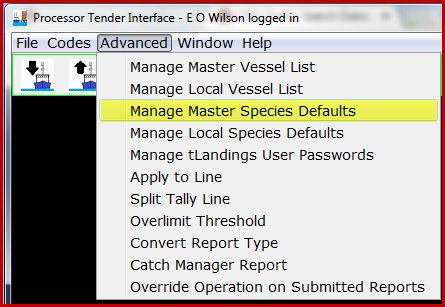 Processor Tender Interface - E O Wilson logged in
File Codes Advanced Window Help
Manage Master Vessel List
Manage Local Vessel List
Manage Master Species Defaults
Manage Local Species Defaults
Manage tLandings User Passwords
Apply to Line
Split Tally Line
Overlimit Threshold
Convert Report Type
Catch Manager Report
Override Operation on Submitted Reports